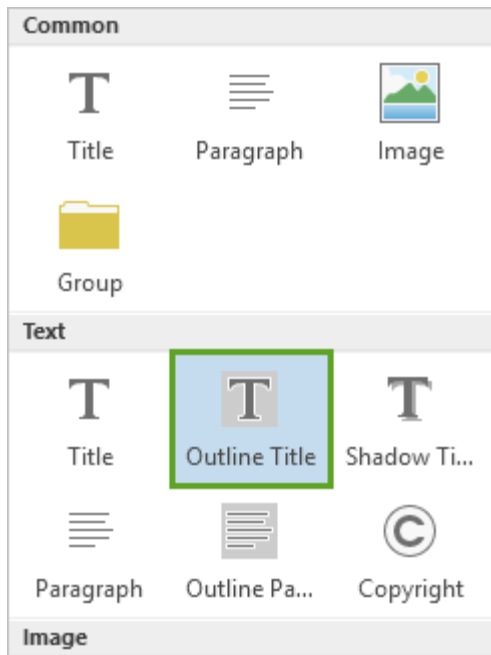 Common
Title Paragraph Image
Group
Text
Title Outline Title Shadow Ti...
Paragraph Outline Pa... Copyright
Image